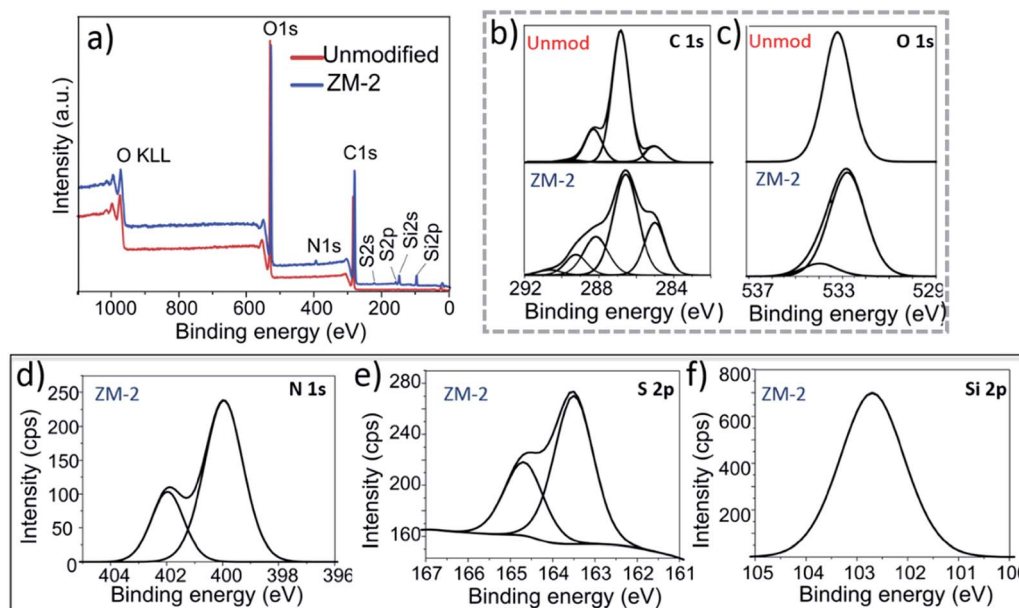 a)
O1s
Unmodified
ZM-2
O KLL
C1s
N1s
S2s
S2p
Si2s
Si2p
Intensity (a.u.)
1000 800 600 400 200 0
Binding energy (eV)
b)
Unmod
C 1s
ZM-2
292 288 284
Binding energy (eV)
c)
Unmod
O 1s
ZM-2
537 533 529
Binding energy (eV)
d)
ZM-2
N 1s
250
200
150
100
50
0
Intensity (cps)
404 402 400 398 396
Binding energy (eV)
e)
ZM-2
S 2p
280
240
200
160
Intensity (cps)
167 166 165 164 163 162 161
Binding energy (eV)
f)
ZM-2
Si 2p
800
600
400
200
0
Intensity (cps)
105 104 103 102 101 100
Binding energy (eV)